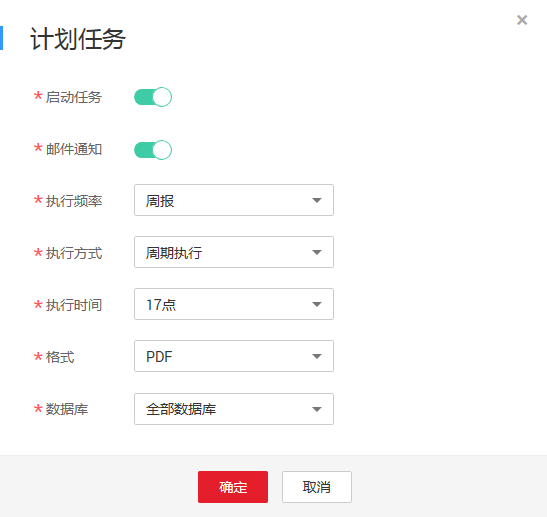 计划任务
* 启动任务
* 邮件通知
* 执行频率 周报
* 执行方式 周期执行
* 执行时间 17点
* 格式 PDF
* 数据库 全部数据库
确定 取消